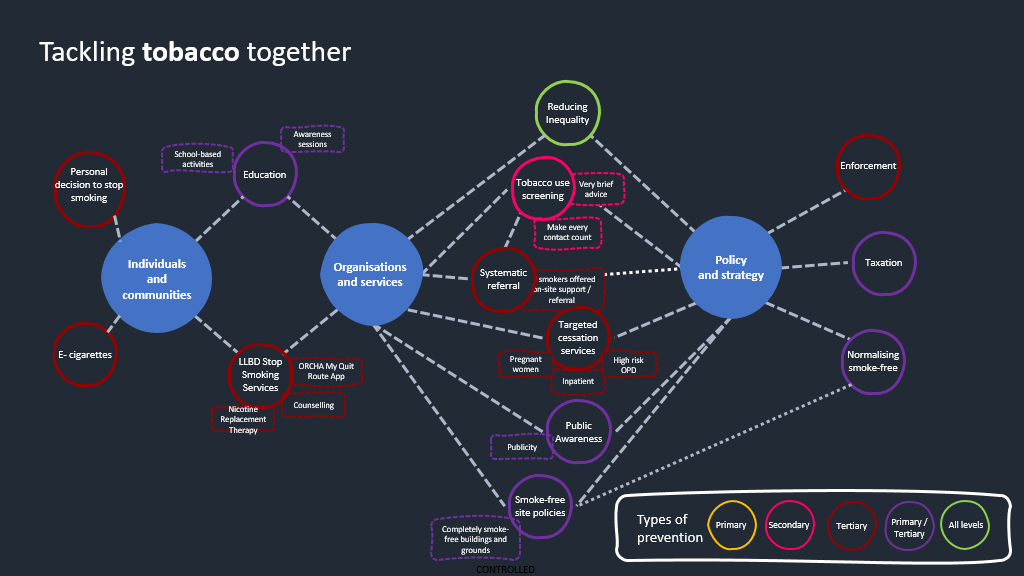 Tackling tobacco together
Reducing
Inequality
Awareness
sessions
School-based
activities
Education
Personal
decision to stop
smoking
Tobacco use
screening
Very brief
advice
Make every
contact count
Enforcement
Individuals
and
communities
Organisations
and services
Systematic
referral
smokers offered
on-site support /
referral
Policy
and strategy
Taxation
Targeted
cessation
services
Pregnant
women
High risk
OPD
Inpatient
E- cigarettes
LLBD Stop
Smoking
Services
ORCHA My Quit
Route App
Counselling
Nicotine
Replacement
Therapy
Normalising
smoke-free
Public
Awareness
Publicity
Smoke-free
site policies
Completely smoke-
free buildings and
grounds
Types of
prevention
Primary
Secondary
Tertiary
Primary /
Tertiary
All levels
CONTROLLED